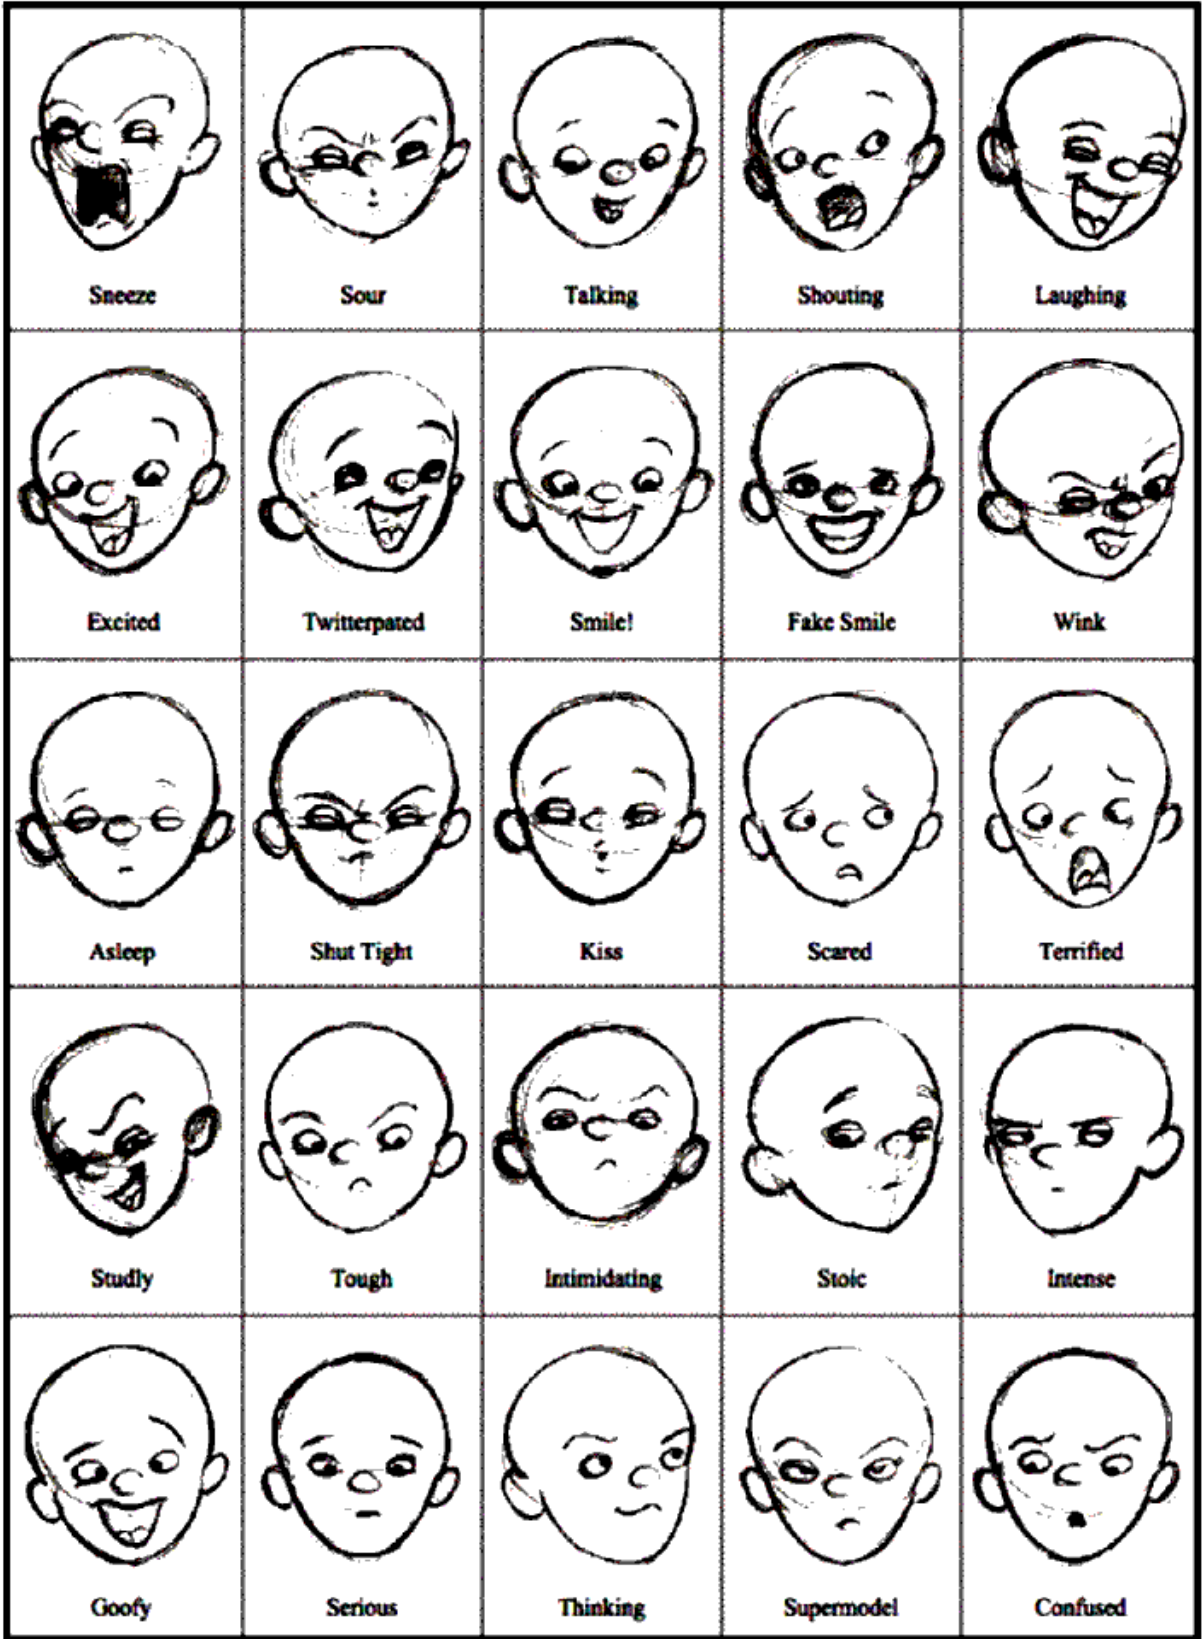 Sneeze Sour Talking Shouting Laughing
Excited Twitterpated Smile! Fake Smile Wink
Asleep Shut Tight Kiss Scared Terrified
Studly Tough Intimidating Stoic Intense
Goofy Serious Thinking Supermodel Confused